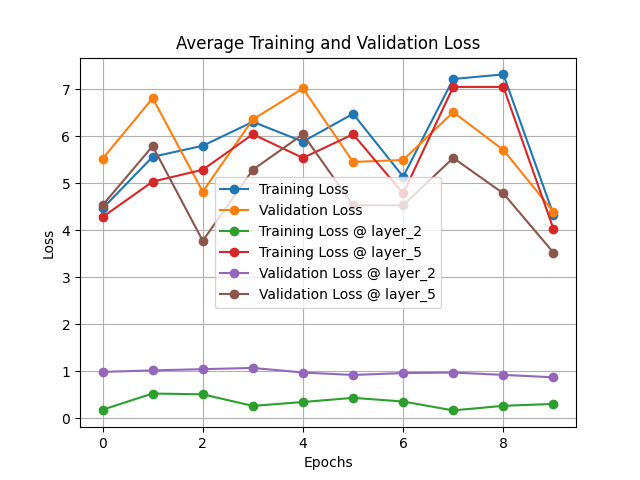 Average Training and Validation Loss
7
6
5
4
3
2
1
0
Loss
Training Loss
Validation Loss
Training Loss @ layer_2
Training Loss @ layer_5
Validation Loss @ layer_2
Validation Loss @ layer_5
0 2 4 6 8
Epochs